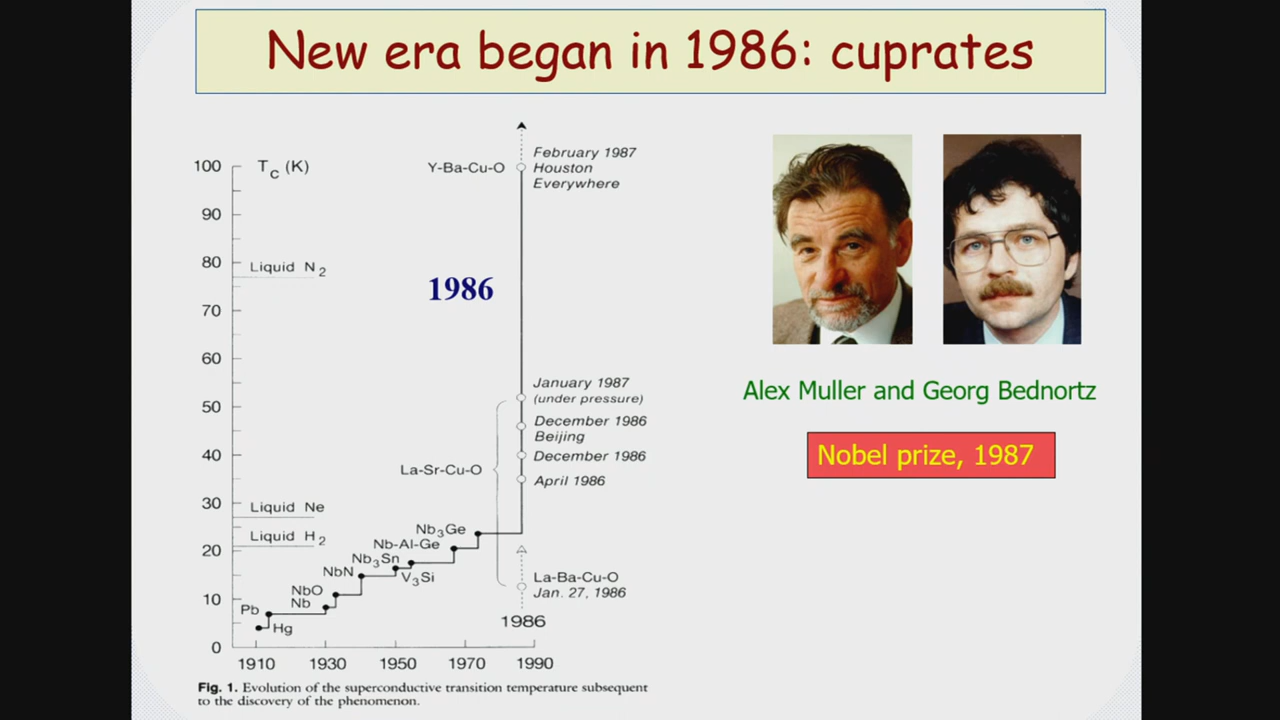 New era began in 1986: cuprates
February 1987
Houston
Everywhere
Y-Ba-Cu-O
100
Tc (K)
90
80
Liquid N2
1986
70
60
January 1987
(under pressure)
50
December 1986
Beijing
40
December 1986
La-Sr-Cu-O
April 1986
30
Liquid Ne
Nb3Ge
Liquid H2
Nb-Al-Ge
20
Nb3Sn
NbN
V3Si
La-Ba-Cu-O
Jan. 27, 1986
NbO
Nb
10
Pb
Hg
1986
0
1910 1930 1950 1970 1990
Fig. 1. Evolution of the superconductive transition temperature subsequent
to the discovery of the phenomenon.
Alex Muller and Georg Bednortz
Nobel prize, 1987